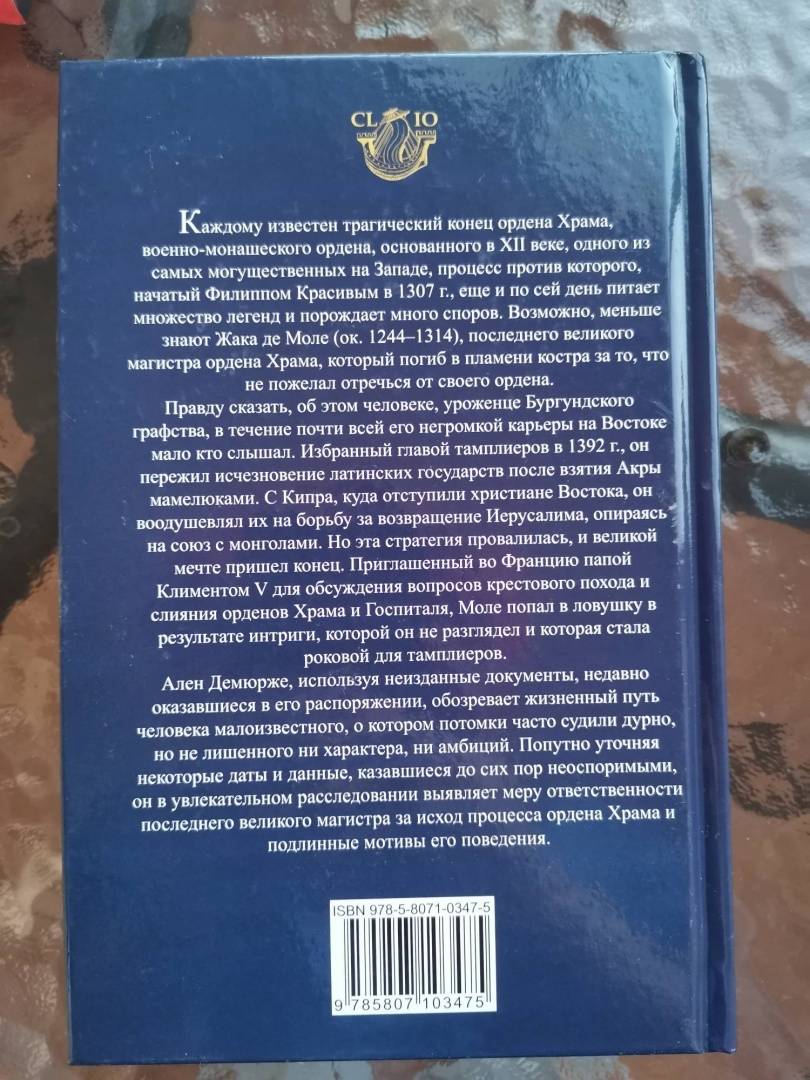 CLIO
Каждому известен трагический конец ордена Храма,
военно-монашеского ордена, основанного в XII веке, одного из
самых могущественных на Западе, процесс против которого,
начатый Филиппом Красивым в 1307 г., еще и по сей день питает
множество легенд и порождает много споров. Возможно, меньше
знают Жака де Моле (ок. 1244–1314), последнего великого
магистра ордена Храма, который погиб в пламени костра за то, что
не пожелал отречься от своего ордена.
Правду сказать, об этом человеке, уроженце Бургундского
графства, в течение почти всей его негромкой карьеры на Востоке
мало кто слышал. Избранный главой тамплиеров в 1392 г., он
пережил исчезновение латинских государств после взятия Акры
мамелюками. С Кипра, куда отступили христиане Востока, он
воодушевлял их на борьбу за возвращение Иерусалима, опираясь
на союз с монголами. Но эта стратегия провалилась, и великой
мечте пришел конец. Приглашенный во Францию папой
Климентом V для обсуждения вопросов крестового похода и
слияния орденов Храма и Госпиталя, Моле попал в ловушку в
результате интриги, которой он не разглядел и которая стала
роковой для тамплиеров.
Ален Демюрже, используя неизданные документы, недавно
оказавшиеся в его распоряжении, обозревает жизненный путь
человека малоизвестного, о котором потомки часто судили дурно,
но не лишенного ни характера, ни амбиций. Попутно уточняя
некоторые даты и данные, казавшиеся до сих пор неоспоримыми,
он в увлекательном расследовании выявляет меру ответственности
последнего великого магистра за исход процесса ордена Храма и
подлинные мотивы его поведения.
ISBN 978-5-8071-0347-5
9 785807 103475